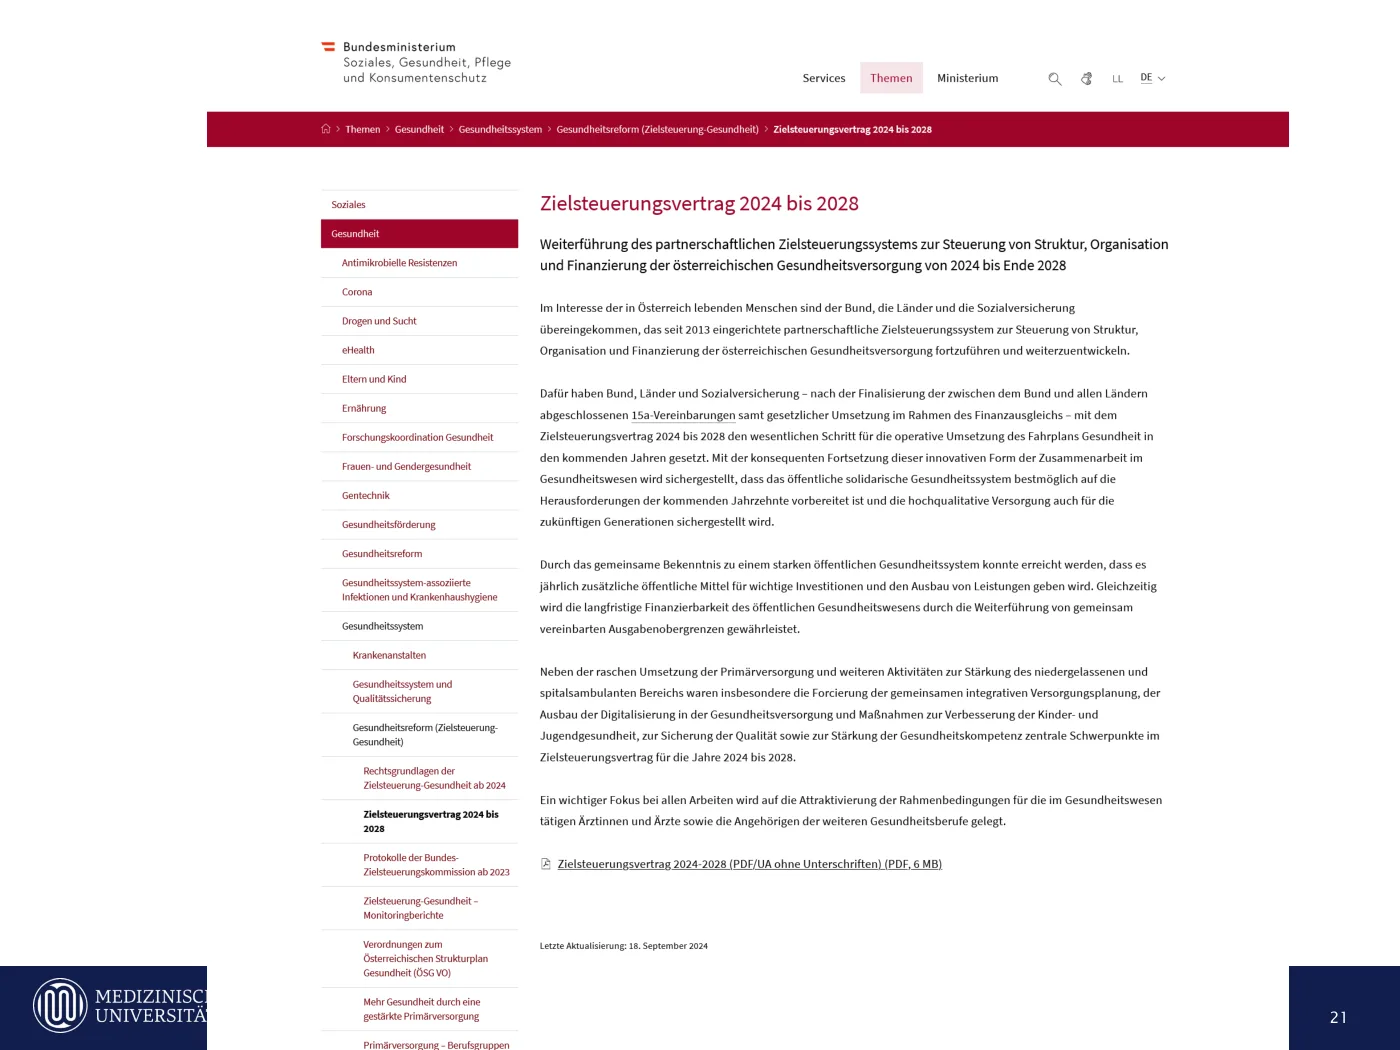 Bundesministerium
Soziales, Gesundheit, Pflege
und Konsumentenschutz
Services
Themen
Ministerium
LL
DE
Themen > Gesundheit > Gesundheitssystem > Gesundheitsreform (Zielsteuerung-Gesundheit) > Zielsteuerungsvertrag 2024 bis 2028
Soziales
Gesundheit
Antimikrobielle Resistenzen
Corona
Drogen und Sucht
eHealth
Eltern und Kind
Ernährung
Forschungskoordination Gesundheit
Frauen- und Gendergesundheit
Gentechnik
Gesundheitsförderung
Gesundheitsreform
Gesundheitssystem-assoziierte
Infektionen und Krankenhaushygiene
Gesundheitssystem
Krankenanstalten
Gesundheitssystem und
Qualitätssicherung
Gesundheitsreform (Zielsteuerung-
Gesundheit)
Rechtsgrundlagen der
Zielsteuerung-Gesundheit ab 2024
Zielsteuerungsvertrag 2024 bis
2028
Protokolle der Bundes-
Zielsteuerungskommission ab 2023
Zielsteuerung-Gesundheit –
Monitoringberichte
Verordnungen zum
Österreichischen Strukturplan
Gesundheit (ÖSG VO)
Mehr Gesundheit durch eine
gestärkte Primärversorgung
Primärversorgung – Berufsgruppen
Zielsteuerungsvertrag 2024 bis 2028
Weiterführung des partnerschaftlichen Zielsteuerungssystems zur Steuerung von Struktur, Organisation
und Finanzierung der österreichischen Gesundheitsversorgung von 2024 bis Ende 2028
Im Interesse der in Österreich lebenden Menschen sind der Bund, die Länder und die Sozialversicherung
übereingekommen, das seit 2013 eingerichtete partnerschaftliche Zielsteuerungssystem zur Steuerung von Struktur,
Organisation und Finanzierung der österreichischen Gesundheitsversorgung fortzuführen und weiterzuentwickeln.
Dafür haben Bund, Länder und Sozialversicherung – nach der Finalisierung der zwischen dem Bund und allen Ländern
abgeschlossenen 15a-Vereinbarungen samt gesetzlicher Umsetzung im Rahmen des Finanzausgleichs – mit dem
Zielsteuerungsvertrag 2024 bis 2028 den wesentlichen Schritt für die operative Umsetzung des Fahrplans Gesundheit in
den kommenden Jahren gesetzt. Mit der konsequenten Fortsetzung dieser innovativen Form der Zusammenarbeit im
Gesundheitswesen wird sichergestellt, dass das öffentliche solidarische Gesundheitssystem bestmöglich auf die
Herausforderungen der kommenden Jahrzehnte vorbereitet ist und die hochqualitative Versorgung auch für die
zukünftigen Generationen sichergestellt wird.
Durch das gemeinsame Bekenntnis zu einem starken öffentlichen Gesundheitssystem konnte erreicht werden, dass es
jährlich zusätzliche öffentliche Mittel für wichtige Investitionen und den Ausbau von Leistungen geben wird. Gleichzeitig
wird die langfristige Finanzierbarkeit des öffentlichen Gesundheitswesens durch die Weiterführung von gemeinsam
vereinbarten Ausgabenobergrenzen gewährleistet.
Neben der raschen Umsetzung der Primärversorgung und weiteren Aktivitäten zur Stärkung des niedergelassenen und
spitalsambulanten Bereichs waren insbesondere die Forcierung der gemeinsamen integrativen Versorgungsplanung, der
Ausbau der Digitalisierung in der Gesundheitsversorgung und Maßnahmen zur Verbesserung der Kinder- und
Jugendgesundheit, zur Sicherung der Qualität sowie zur Stärkung der Gesundheitskompetenz zentrale Schwerpunkte im
Zielsteuerungsvertrag für die Jahre 2024 bis 2028.
Ein wichtiger Fokus bei allen Arbeiten wird auf die Attraktivierung der Rahmenbedingungen für die im Gesundheitswesen
tätigen Ärztinnen und Ärzte sowie die Angehörigen der weiteren Gesundheitsberufe gelegt.
Zielsteuerungsvertrag 2024-2028 (PDF/UA ohne Unterschriften) (PDF, 6 MB)
Letzte Aktualisierung: 18. September 2024
MEDIZINISC
UNIVERSITÄ
21